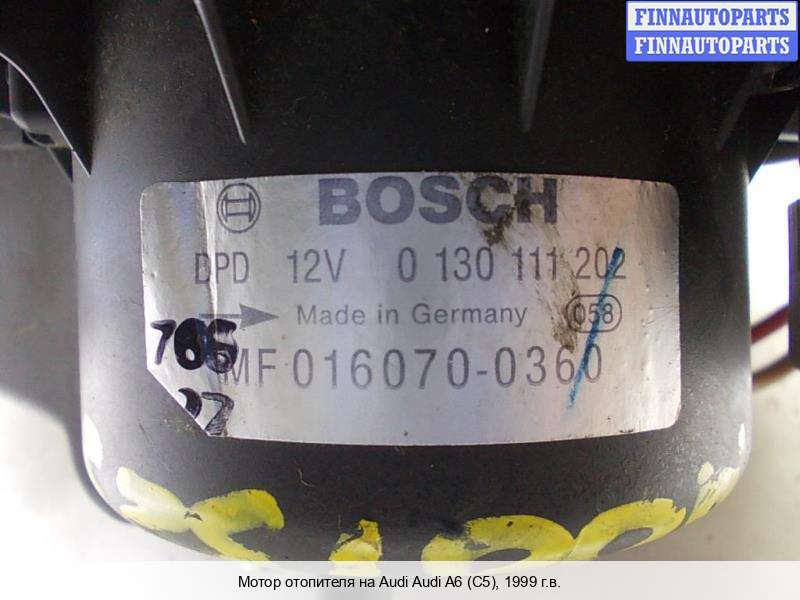 FINNAUTOPARTS
FINNAUTOPARTS
BOSCH
DPD 12V 0 130 111 202
Made in Germany 058
MF 016070-0360
Мотор отопителя на Audi Audi A6 (C5), 1999 г.в.